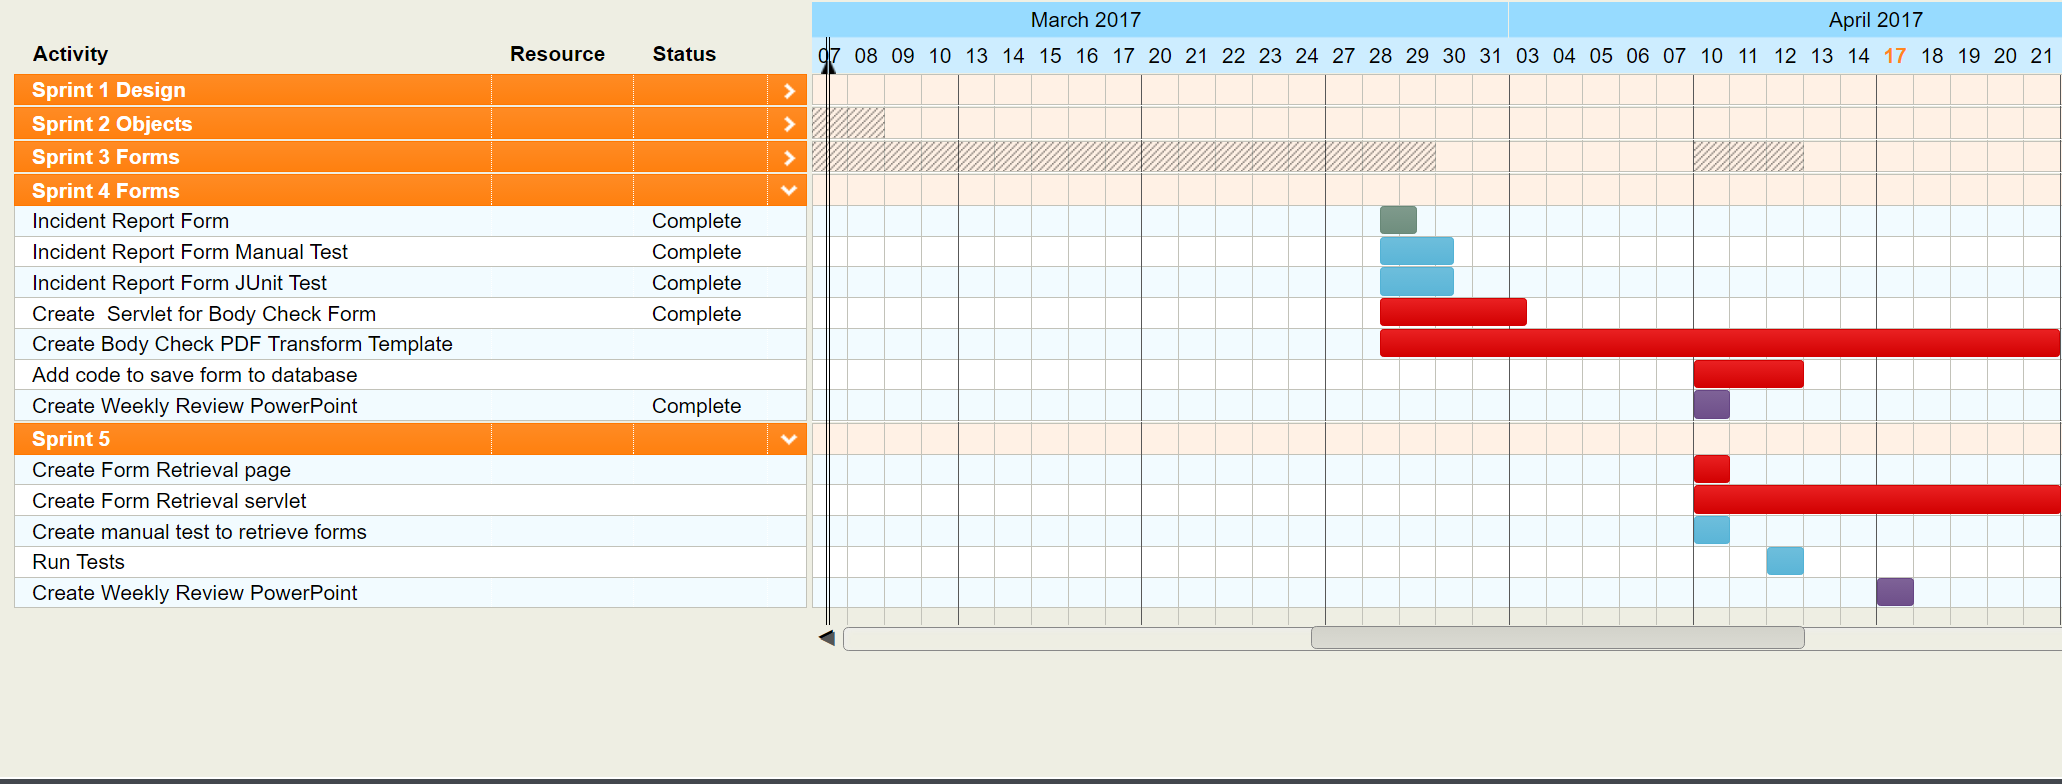 March 2017 April 2017
Activity Resource Status 07 08 09 10 13 14 15 16 17 20 21 22 23 24 27 28 29 30 31 03 04 05 06 07 10 11 12 13 14 17 18 19 20 21
Sprint 1 Design
Sprint 2 Objects
Sprint 3 Forms
Sprint 4 Forms
Incident Report Form Complete
Incident Report Form Manual Test Complete
Incident Report Form JUnit Test Complete
Create  Servlet for Body Check Form Complete
Create Body Check PDF Transform Template
Add code to save form to database
Create Weekly Review PowerPoint Complete
Sprint 5
Create Form Retrieval page
Create Form Retrieval servlet
Create manual test to retrieve forms
Run Tests
Create Weekly Review PowerPoint